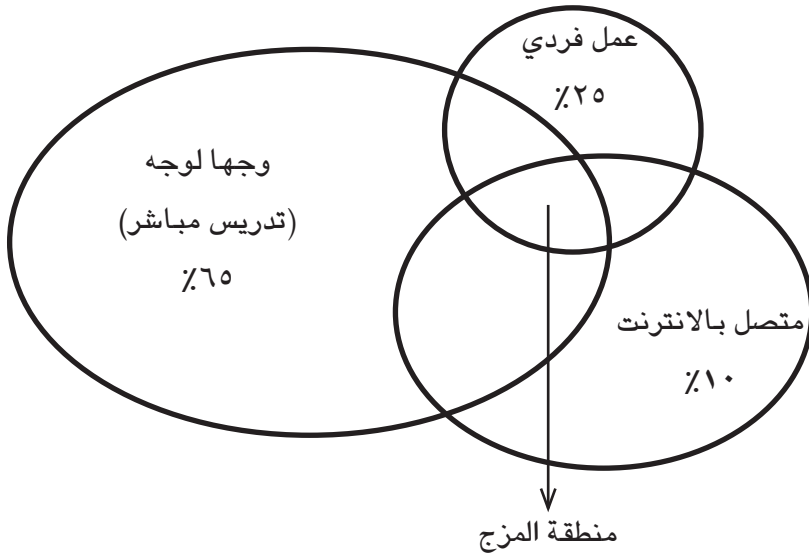 عمل فردي
٪٢٥
وجها لوجه
(تدريس مباشر)
٪٦٥
متصل بالانترنت
٪١٠
منطقة المزج